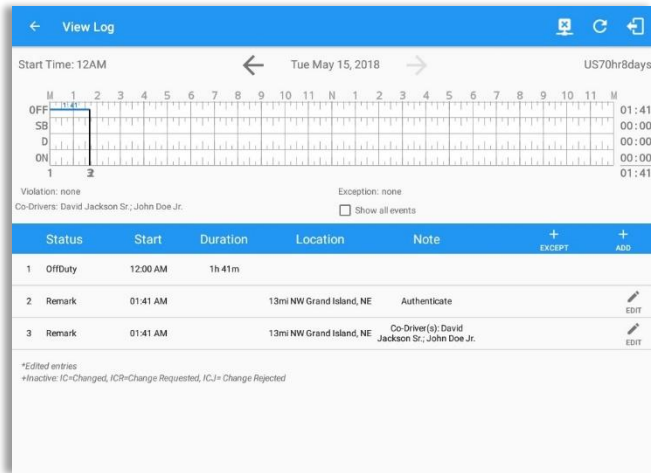 View Log
Start Time: 12AM Tue May 15, 2018 US70hr8days
M 1 2 3 4 5 6 7 8 9 10 11 N 1 2 3 4 5 6 7 8 9 10 11 M
OFF 1:41 01:41
SB 00:00
D 00:00
ON 00:00
1 01:41
Violation: none Exception: none
Co-Drivers: David Jackson Sr.; John Doe Jr. Show all events
Status Start Duration Location Note + EXCEPT + ADD
1 OffDuty 12:00 AM 1h 41m
2 Remark 01:41 AM 13mi NW Grand Island, NE Authenticate EDIT
3 Remark 01:41 AM 13mi NW Grand Island, NE Co-Driver(s): David
Jackson Sr.; John Doe Jr. EDIT
*Edited entries
+Inactive: IC=Changed, ICR=Change Requested, ICJ= Change Rejected